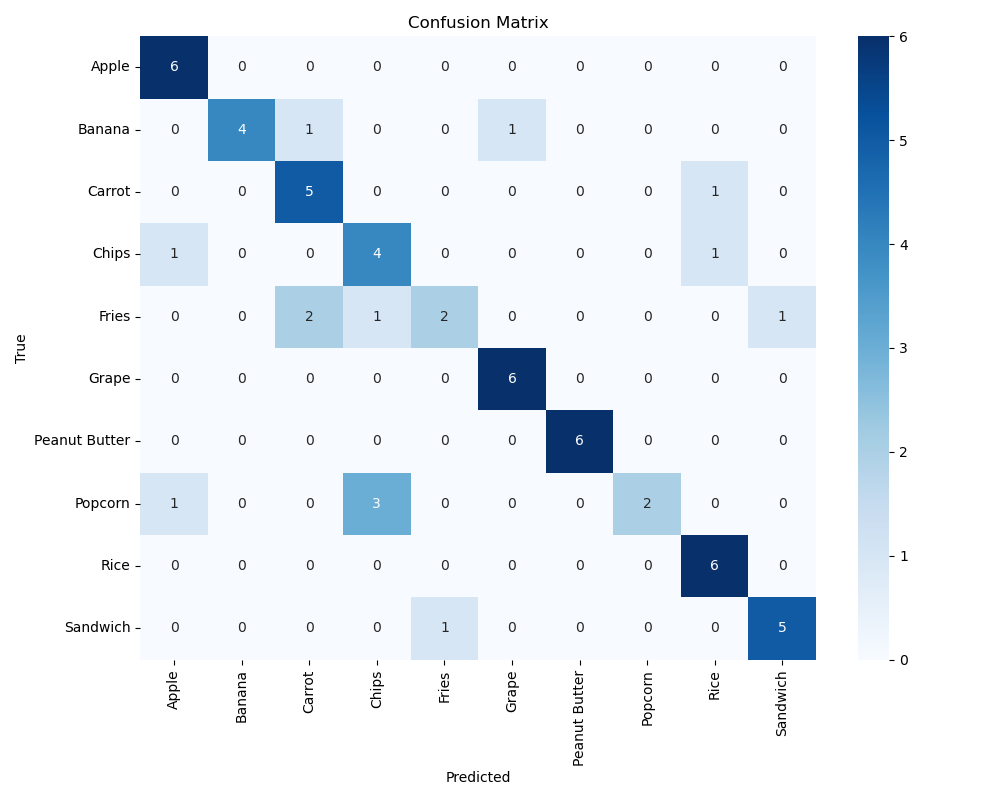 Confusion Matrix
Apple 6 0 0 0 0 0 0 0 0 0
Banana 0 4 1 0 0 1 0 0 0 0
Carrot 0 0 5 0 0 0 0 0 1 0
Chips 1 0 0 4 0 0 0 0 1 0
Fries 0 0 2 1 2 0 0 0 0 1
Grape 0 0 0 0 0 6 0 0 0 0
Peanut Butter 0 0 0 0 0 0 6 0 0 0
Popcorn 1 0 0 3 0 0 0 2 0 0
Rice 0 0 0 0 0 0 0 0 6 0
Sandwich 0 0 0 0 1 0 0 0 0 5
True
Apple
Banana
Carrot
Chips
Fries
Grape
Peanut Butter
Popcorn
Rice
Sandwich
Predicted
6
5
4
3
2
1
0